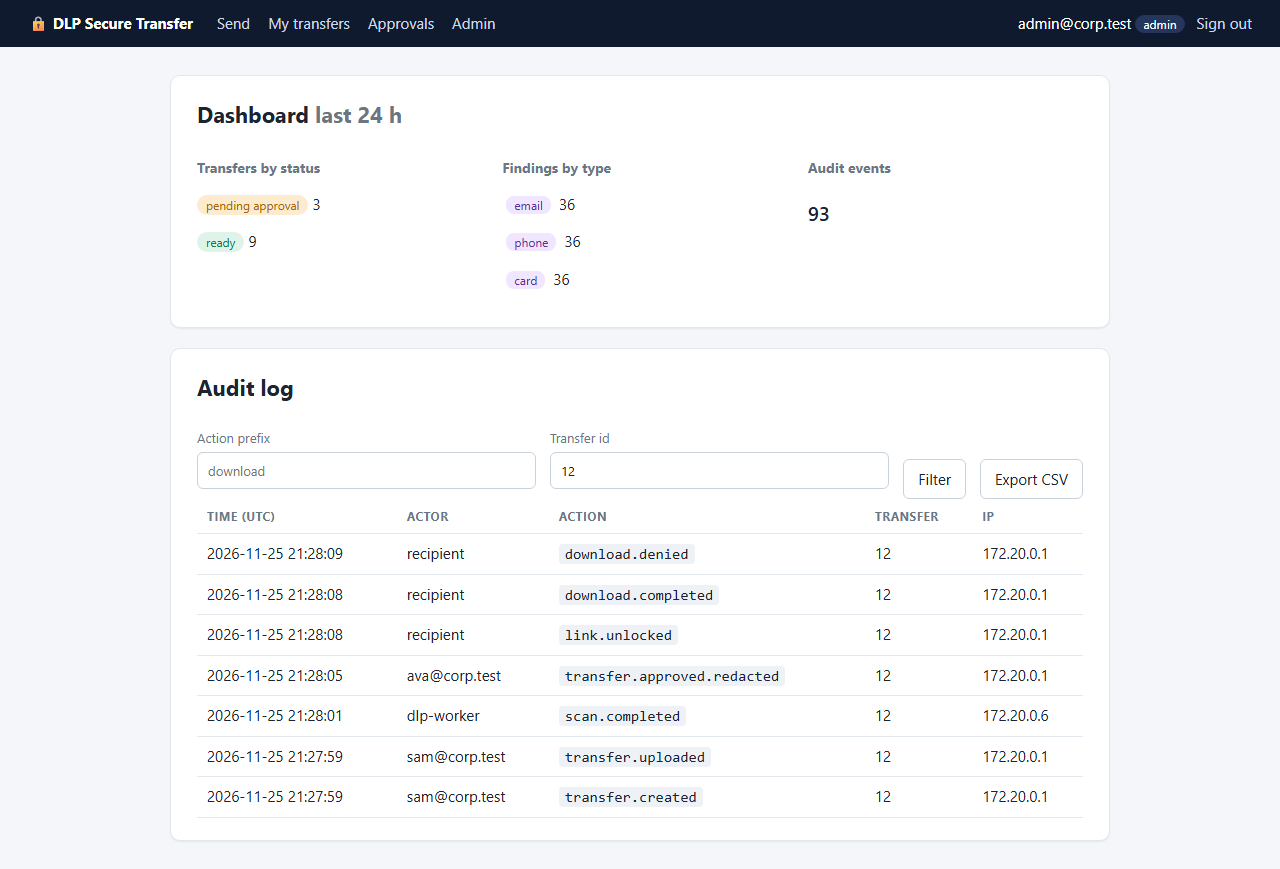 DLP Secure Transfer Send My transfers Approvals Admin admin@corp.test admin Sign out
Dashboard last 24 h
Transfers by status Findings by type Audit events
pending approval 3 email 36 93
ready 9 phone 36
card 36
Audit log
Action prefix Transfer id
download 12 Filter Export CSV
TIME (UTC) ACTOR ACTION TRANSFER IP
2026-11-25 21:28:09 recipient download.denied 12 172.20.0.1
2026-11-25 21:28:08 recipient download.completed 12 172.20.0.1
2026-11-25 21:28:08 recipient link.unlocked 12 172.20.0.1
2026-11-25 21:28:05 ava@corp.test transfer.approved.redacted 12 172.20.0.1
2026-11-25 21:28:01 dlp-worker scan.completed 12 172.20.0.6
2026-11-25 21:27:59 sam@corp.test transfer.uploaded 12 172.20.0.1
2026-11-25 21:27:59 sam@corp.test transfer.created 12 172.20.0.1